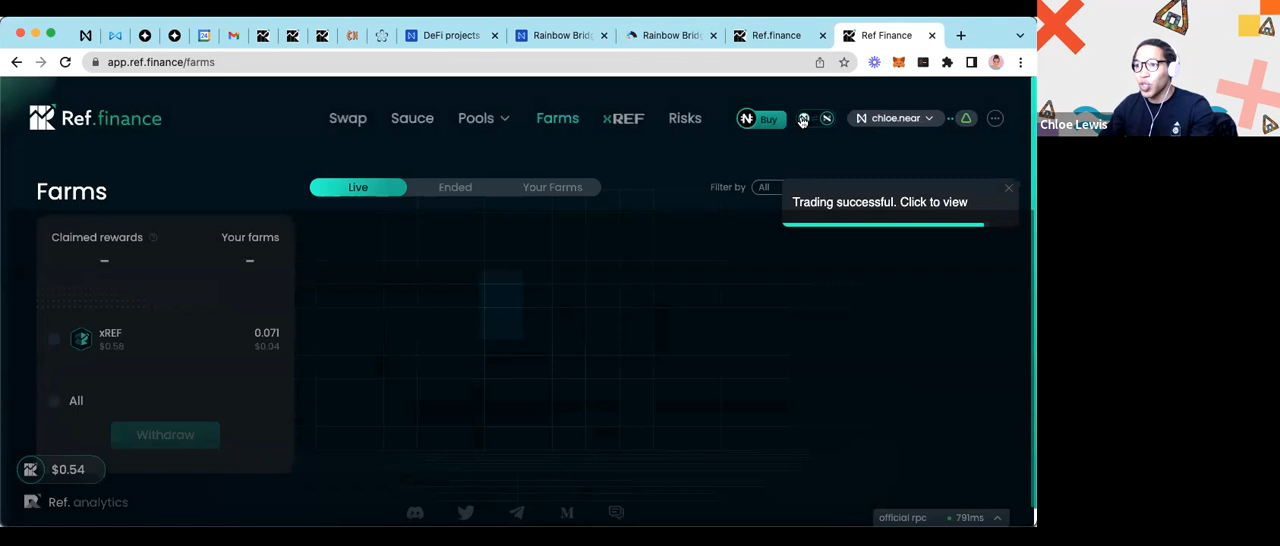 DeFi projects
Rainbow Brid
Rainbow Bridg
Ref.finance
Ref Finance
app.ref.finance/farms
Ref.finance
Swap
Sauce
Pools
Farms
xREF
Risks
Buy
chloe.near
Chloe Lewis
Farms
Live
Ended
Your Farms
Filter by
All
Trading successful. Click to view
Claimed rewards
Your farms
xREF
0.071
$0.58
$0.04
All
Withdraw
$0.54
Ref. analytics
official rpc
791ms